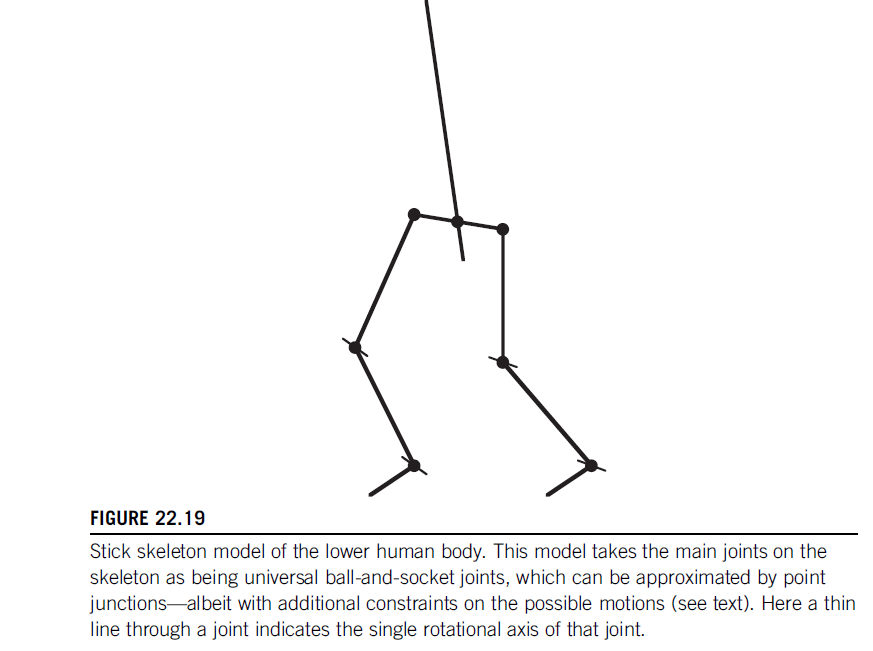 FIGURE 22.19
Stick skeleton model of the lower human body. This model takes the main joints on the
skeleton as being universal ball-and-socket joints, which can be approximated by point
junctions—albeit with additional constraints on the possible motions (see text). Here a thin
line through a joint indicates the single rotational axis of that joint.